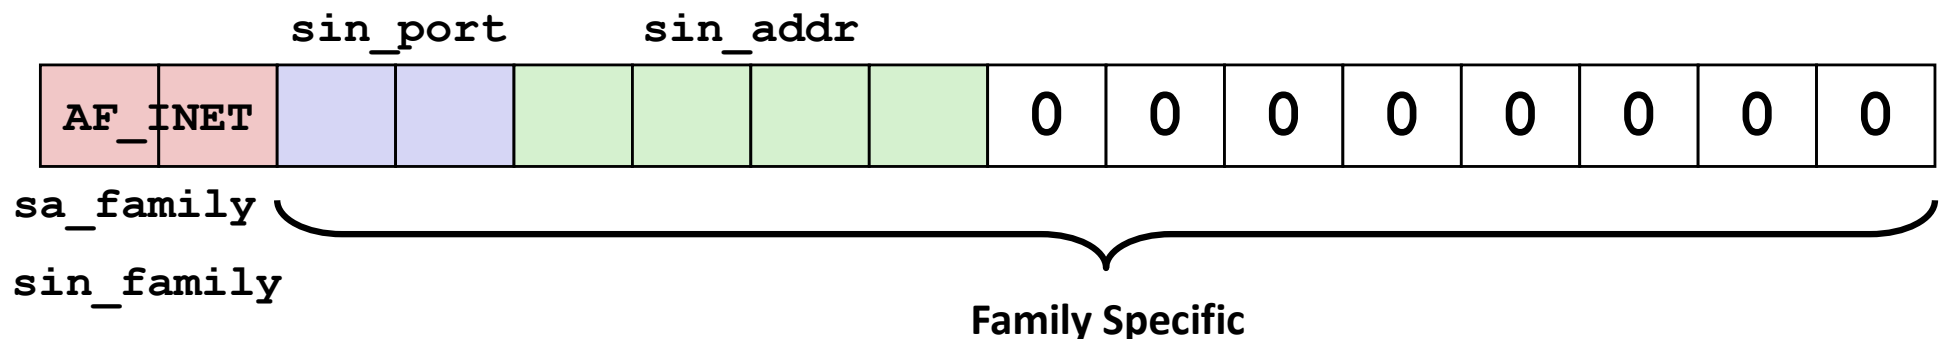 sin_port sin_addr
AF_INET 0 0 0 0 0 0 0 0
sa_family
sin_family
Family Specific